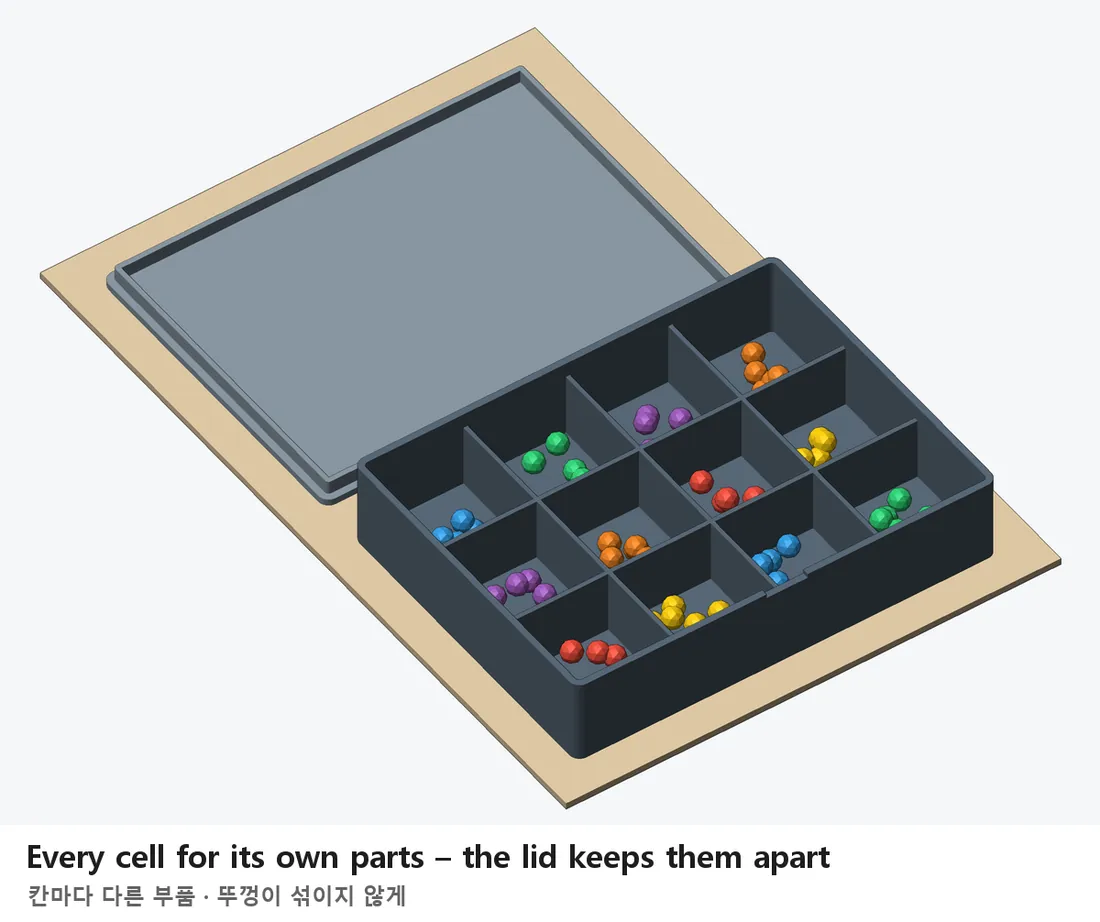 Every cell for its own parts – the lid keeps them apart
칸마다 다른 부품 · 뚜껑이 섞이지 않게